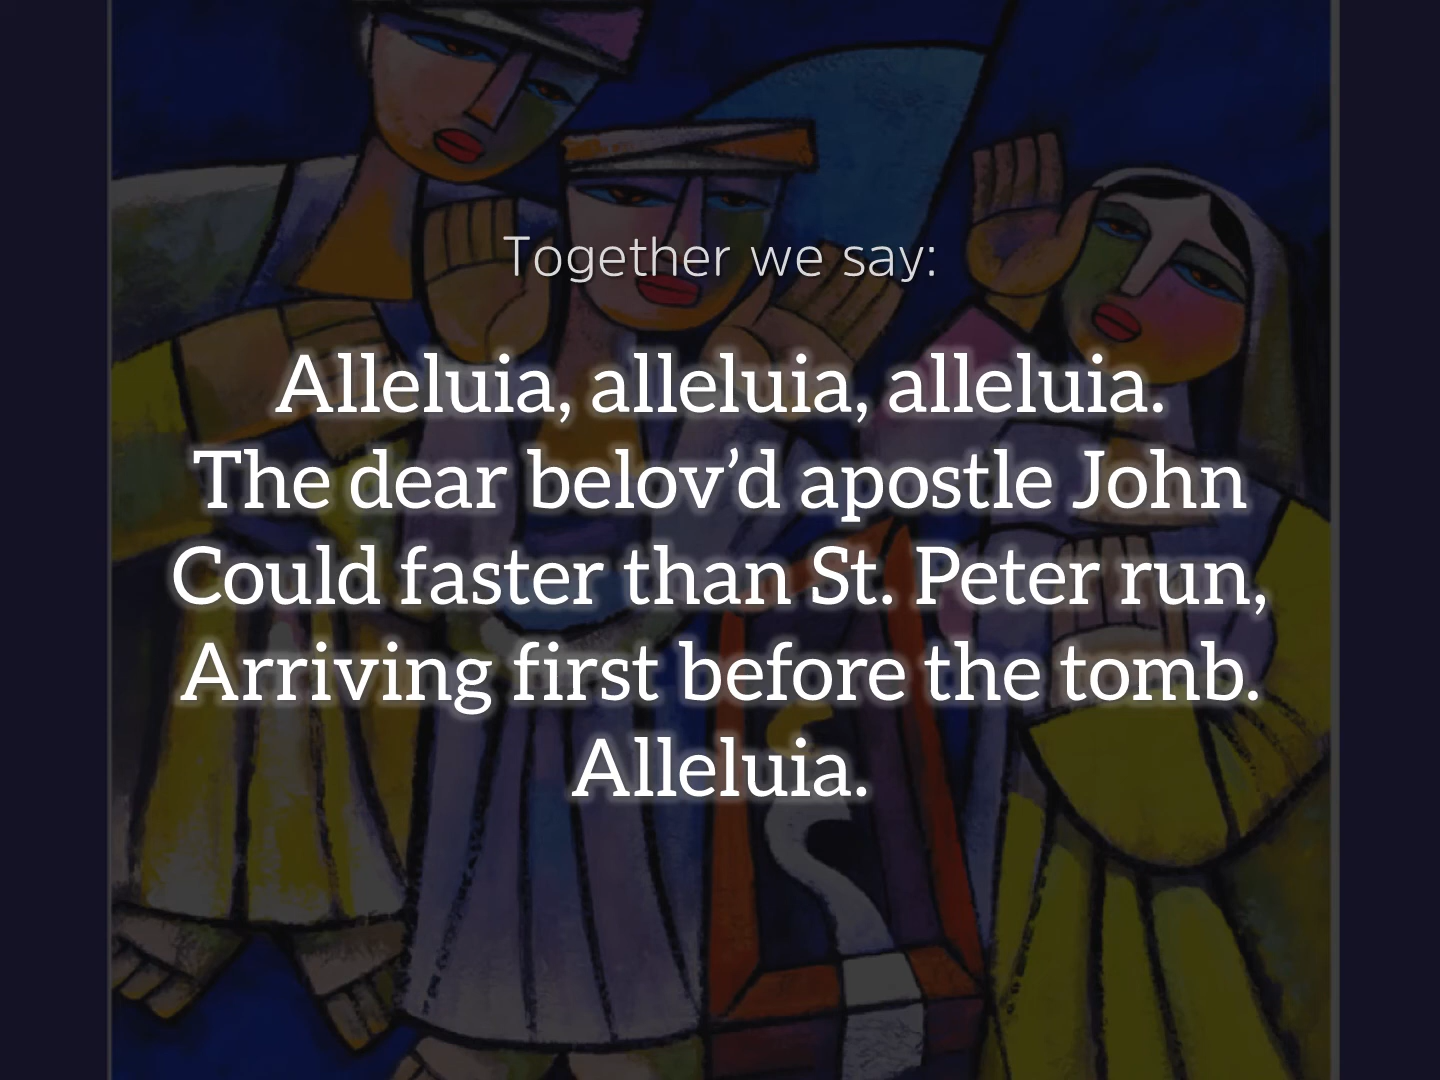 Together we say:
Alleluia, alleluia, alleluia.
The dear belov’d apostle John
Could faster than St. Peter run,
Arriving first before the tomb.
Alleluia.